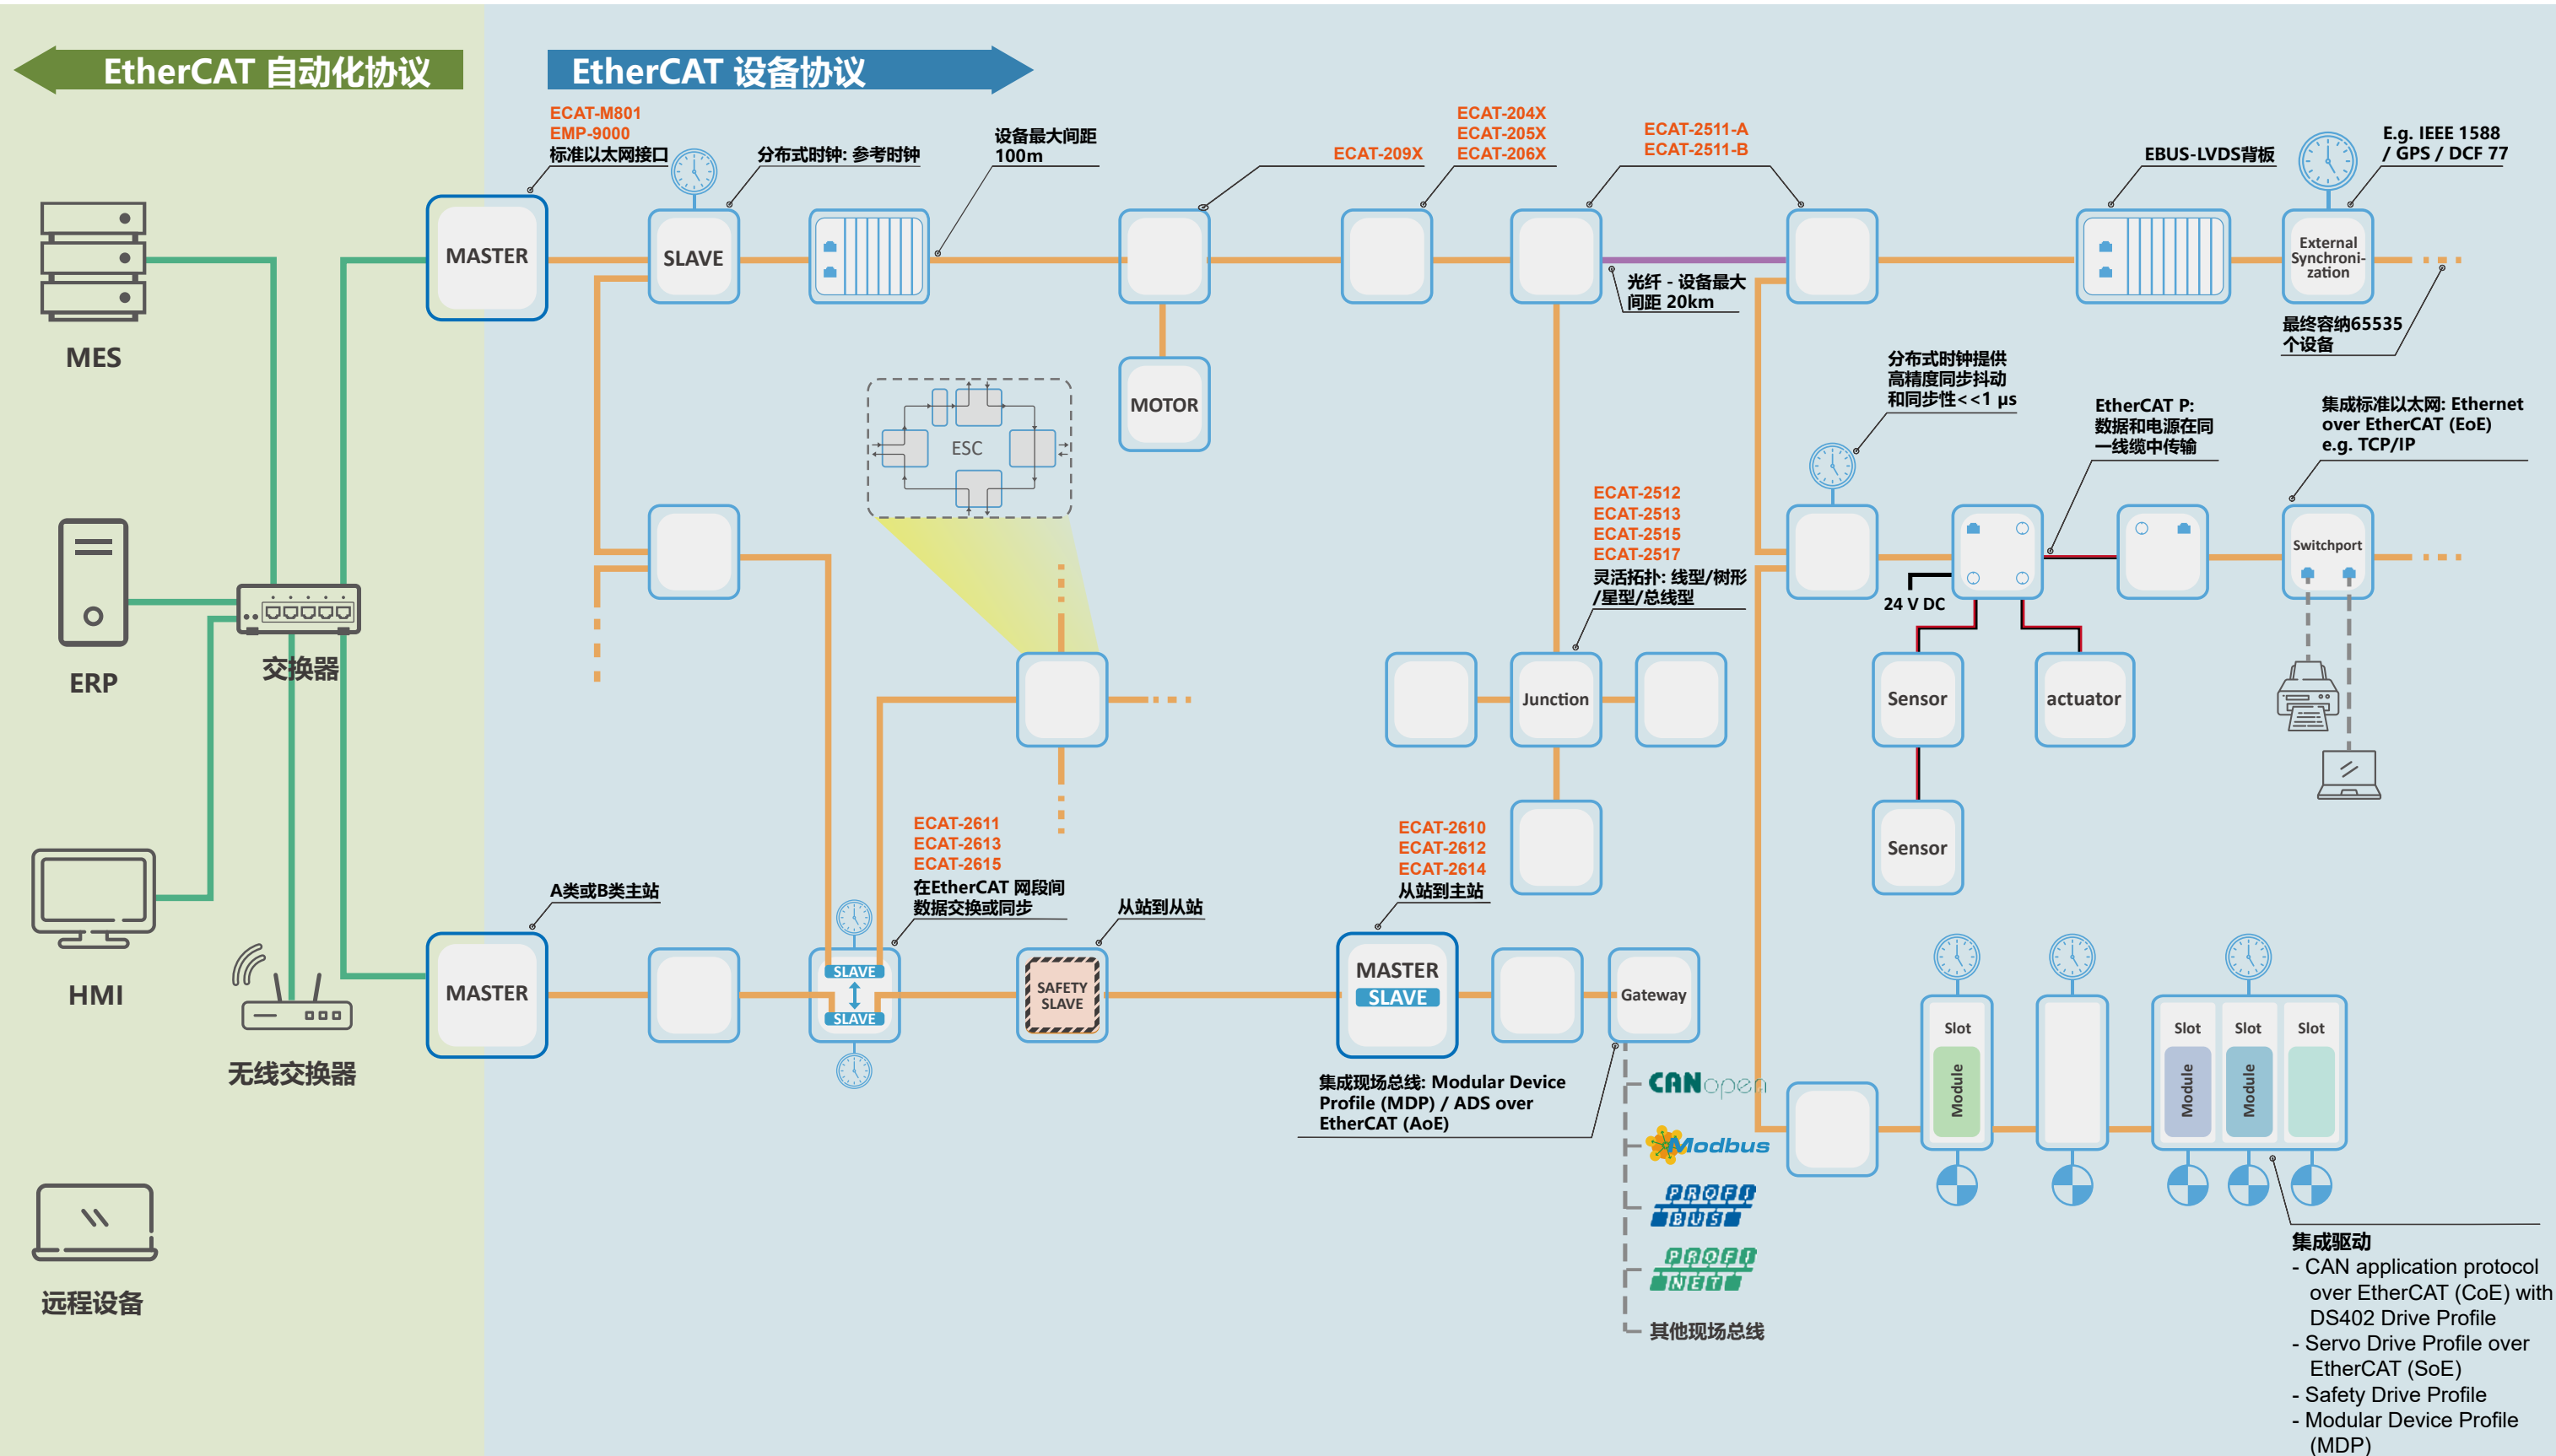 EtherCAT 自动化协议
EtherCAT 设备协议
ECAT-M801
EMP-9000
标准以太网接口
分布式时钟: 参考时钟
设备最大间距
100m
ECAT-209X
ECAT-204X
ECAT-205X
ECAT-206X
ECAT-2511-A
ECAT-2511-B
EBUS-LVDS背板
E.g. IEEE 1588
/ GPS / DCF 77
MASTER
SLAVE
External
Synchroni-
zation
光纤 - 设备最大
间距 20km
最终容纳65535
个设备
MES
MOTOR
ESC
分布式时钟提供
高精度同步抖动
和同步性<<1 μs
EtherCAT P:
数据和电源在同
一线缆中传输
集成标准以太网: Ethernet
over EtherCAT (EoE)
e.g. TCP/IP
ECAT-2512
ECAT-2513
ECAT-2515
ECAT-2517
灵活拓扑: 线型/树形
/星型/总线型
Switchport
24 V DC
交换器
ERP
Junction
Sensor
actuator
Sensor
ECAT-2611
ECAT-2613
ECAT-2615
在EtherCAT 网段间
数据交换或同步
ECAT-2610
ECAT-2612
ECAT-2614
从站到主站
A类或B类主站
从站到从站
HMI
MASTER
SLAVE
SLAVE
SAFETY
SLAVE
MASTER
SLAVE
Gateway
无线交换器
集成现场总线: Modular Device
Profile (MDP) / ADS over
EtherCAT (AoE)
CANopen
Modbus
PROFI
BUS
PROFI
NET
其他现场总线
Slot
Module
Slot
Slot
Slot
Module
Module
远程设备
集成驱动
- CAN application protocol
over EtherCAT (CoE) with
DS402 Drive Profile
- Servo Drive Profile over
EtherCAT (SoE)
- Safety Drive Profile
- Modular Device Profile
(MDP)